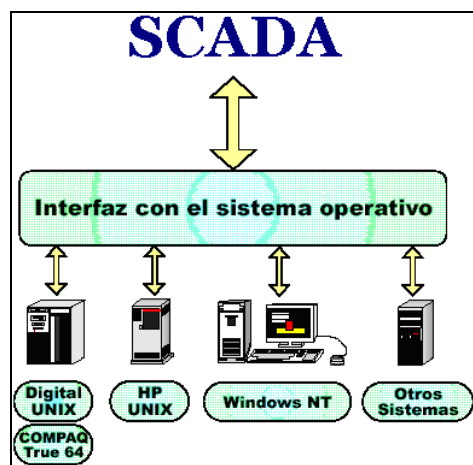 SCADA
Interfaz con el sistema operativo
Digital
UNIX
HP
UNIX
Windows NT
Otros
Sistemas
COMPAQ
True 64